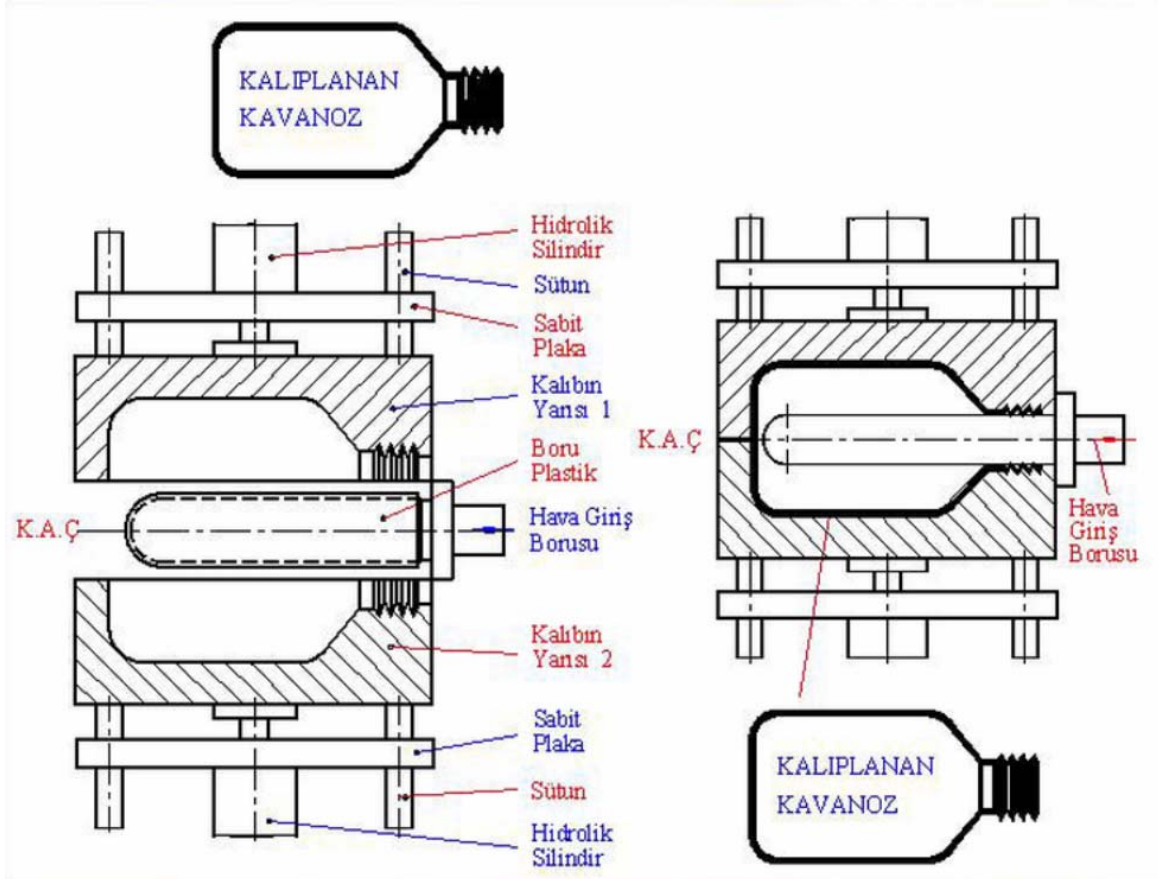 KALIPLANAN
KAVANOZ
Hidrolik
Silindir
Sütun
Sabit
Plaka
Kalıbın
Yarısı 1
Boru
Plastik
K.A.Ç
Hava Giriş
Borusu
Kalıbın
Yarısı 2
Sabit
Plaka
Sütun
Hidrolik
Silindir
K.A.Ç
Hava
Giriş
Borusu
KALIPLANAN
KAVANOZ